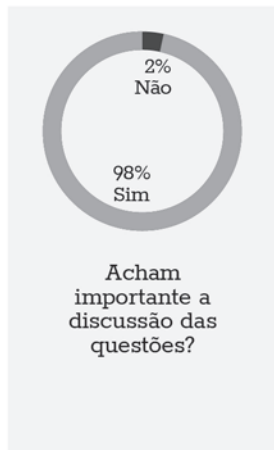 2%
Não
98%
Sim
Acham
importante a
discussão das
questões?